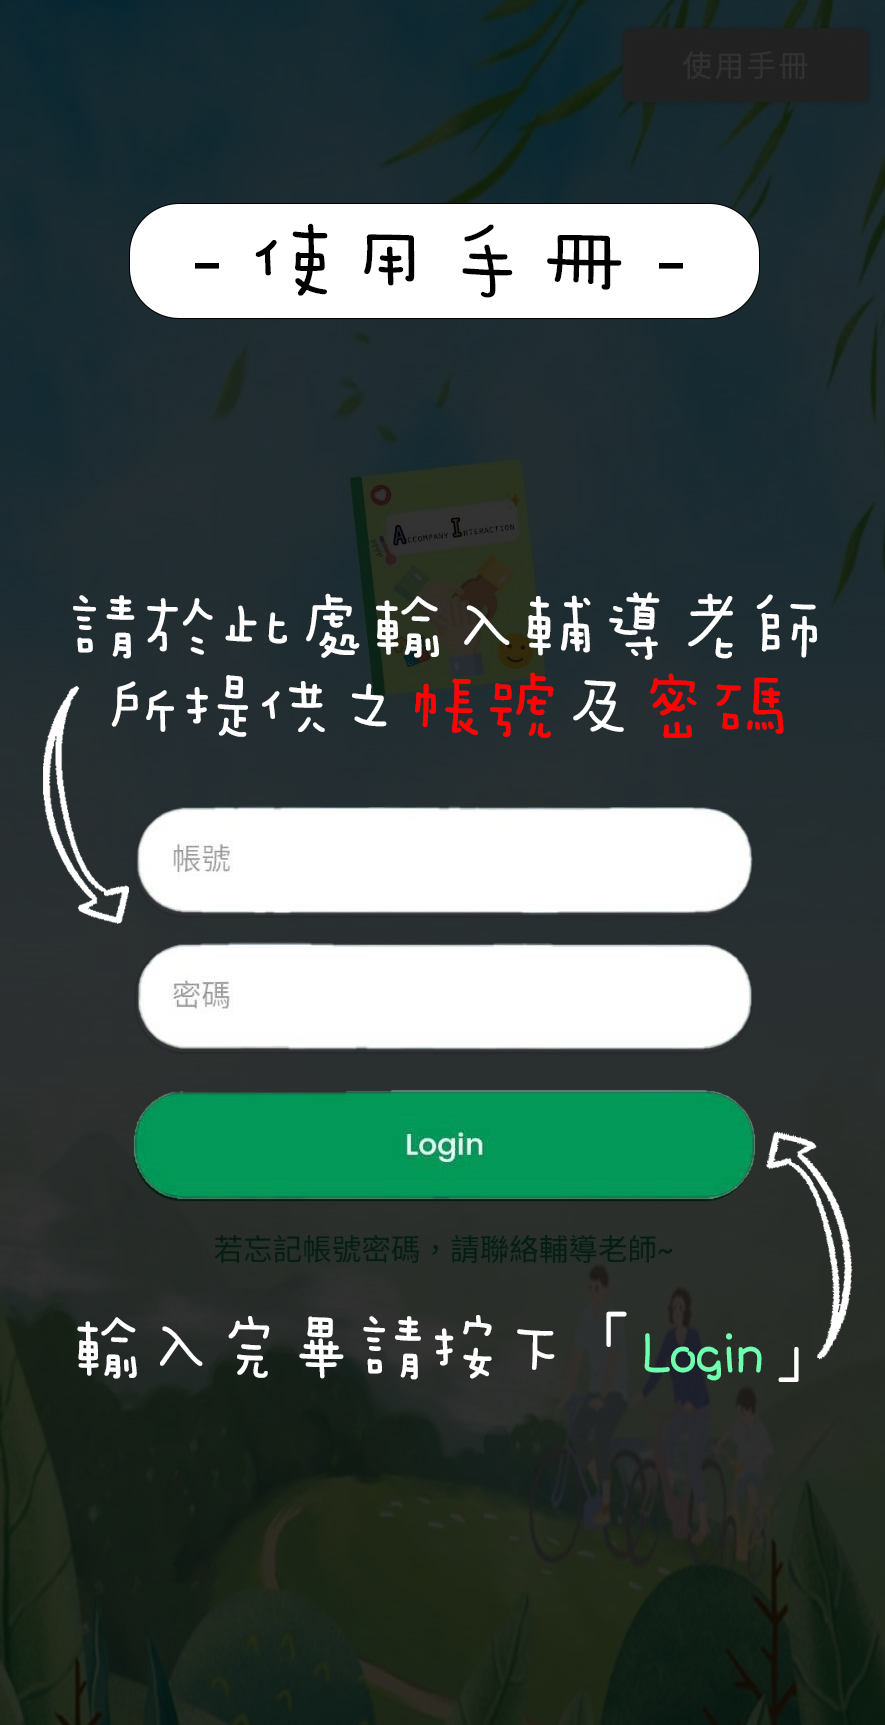 使用手冊
- 使用手冊 -
ACCOMPANY INTERACTION
請於此處輸入輔導老師
所提供之帳號及密碼
帳號
密碼
Login
若忘記帳號密碼，請聯絡輔導老師~
輸入完畢請按下「Login」